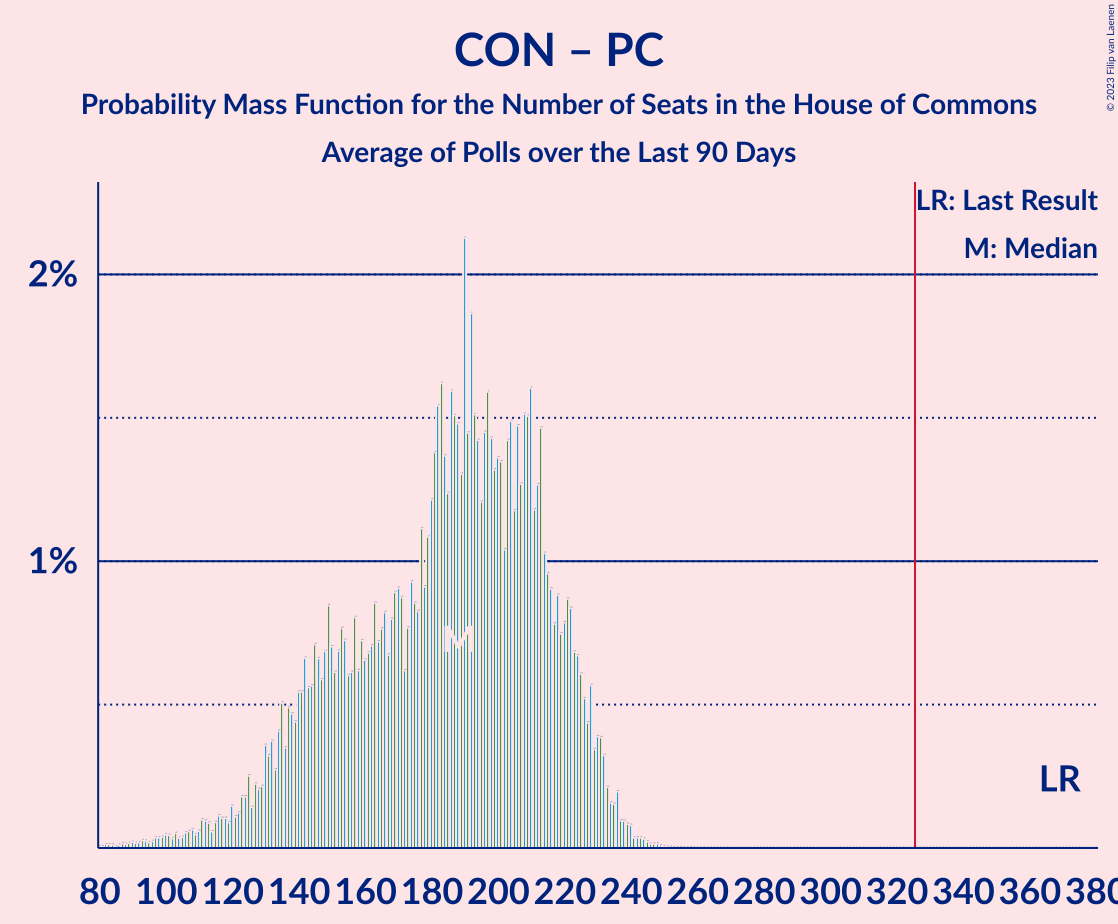 CON – PC
Probability Mass Function for the Number of Seats in the House of Commons
Average of Polls over the Last 90 Days
© 2023 Filip van Laenen
LR: Last Result
M: Median
2%
1%
M
LR
80 100 120 140 160 180 200 220 240 260 280 300 320 340 360 380